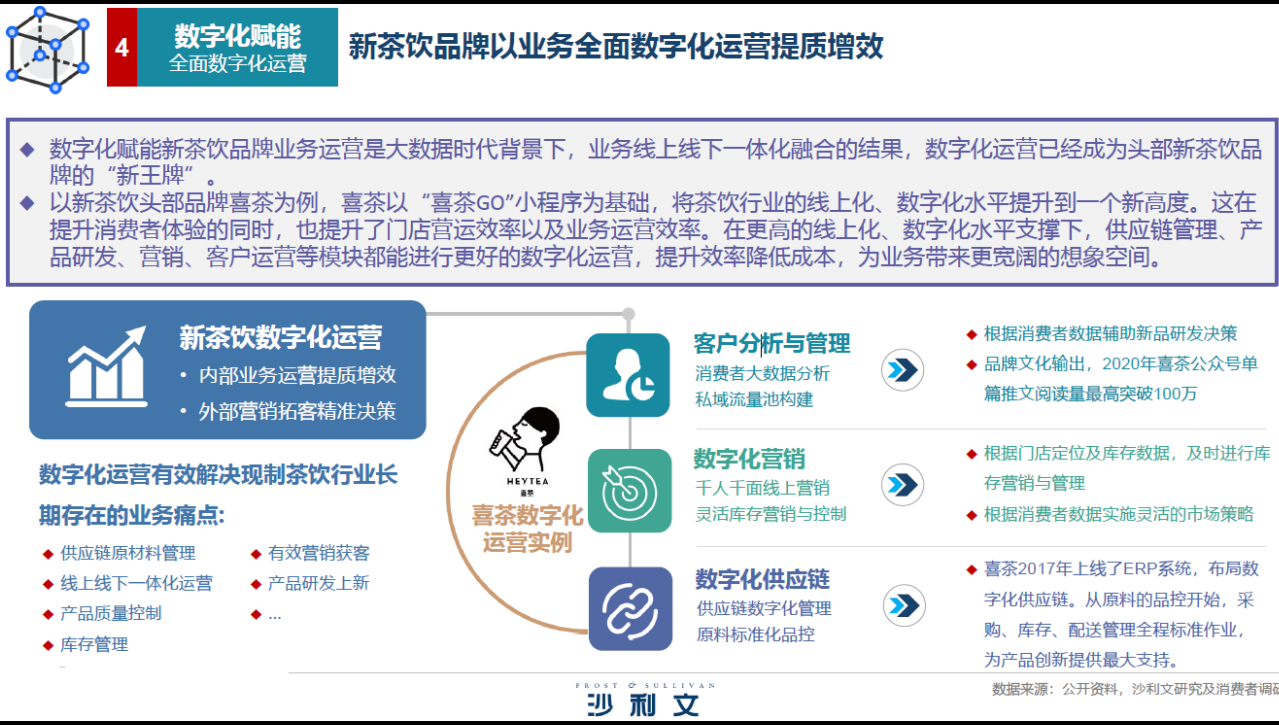 4
数字化赋能
全面数字化运营
新茶饮品牌以业务全面数字化运营提质增效
◆ 数字化赋能新茶饮品牌业务运营是大数据时代背景下，业务线上线下一体化融合的结果，数字化运营已经成为头部新茶饮品
牌的“新王牌”。
◆ 以新茶饮头部品牌喜茶为例，喜茶以“喜茶GO”小程序为基础，将茶饮行业的线上化、数字化水平提升到一个新高度。这在
提升消费者体验的同时，也提升了门店营运效率以及业务运营效率。在更高的线上化、数字化水平支撑下，供应链管理、产
品研发、营销、客户运营等模块都能进行更好的数字化运营，提升效率降低成本，为业务带来更宽阔的想象空间。
新茶饮数字化运营
• 内部业务运营提质增效
• 外部营销拓客精准决策
数字化运营有效解决现制茶饮行业长
期存在的业务痛点:
◆ 供应链原材料管理
◆ 线上线下一体化运营
◆ 产品质量控制
◆ 库存管理
◆ 有效营销获客
◆ 产品研发上新
◆ ...
HEYTEA
喜茶
喜茶数字化
运营实例
客户分析与管理
消费者大数据分析
私域流量池构建
◆ 根据消费者数据辅助新品研发决策
◆ 品牌文化输出，2020年喜茶公众号单
篇推文阅读量最高突破100万
数字化营销
千人千面线上营销
灵活库存营销与控制
◆ 根据门店定位及库存数据，及时进行库
存营销与管理
◆ 根据消费者数据实施灵活的市场策略
数字化供应链
供应链数字化管理
原料标准化品控
◆ 喜茶2017年上线了ERP系统，布局数
字化供应链。从原料的品控开始，采
购、库存、配送管理全程标准作业，
为产品创新提供最大支持。
FROST & SULLIVAN
沙利文
数据来源：公开资料，沙利文研究及消费者调研